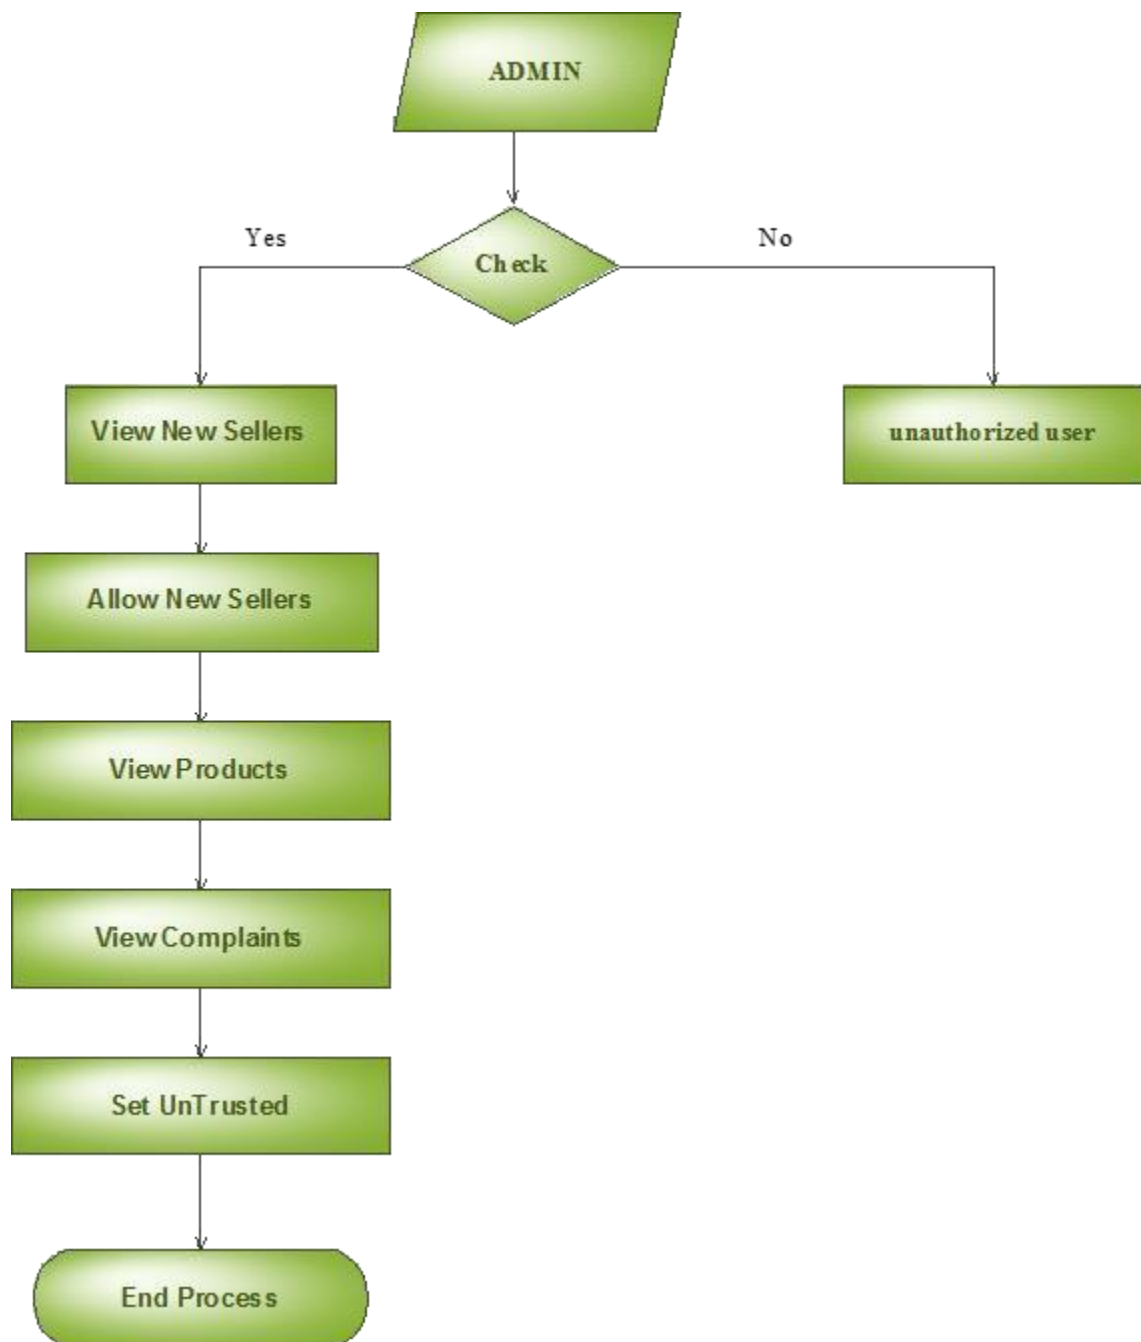 ADMIN
Check
Yes
No
View New Sellers
unauthorized user
Allow New Sellers
View Products
View Complaints
Set UnTrusted
End Process